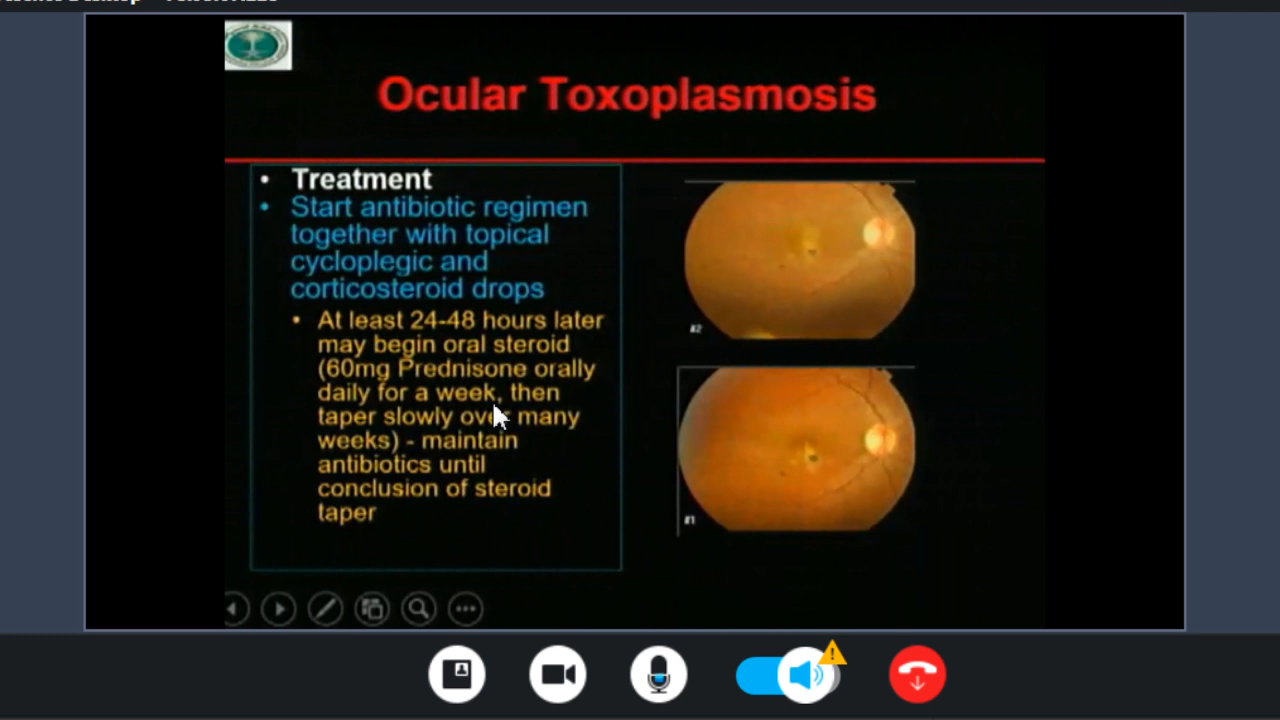 Ocular Toxoplasmosis
• Treatment
• Start antibiotic regimen
together with topical
cycloplegic and
corticosteroid drops
• At least 24-48 hours later
may begin oral steroid
(60mg Prednisone orally
daily for a week, then
taper slowly over many
weeks) - maintain
antibiotics until
conclusion of steroid
taper
#2
#1